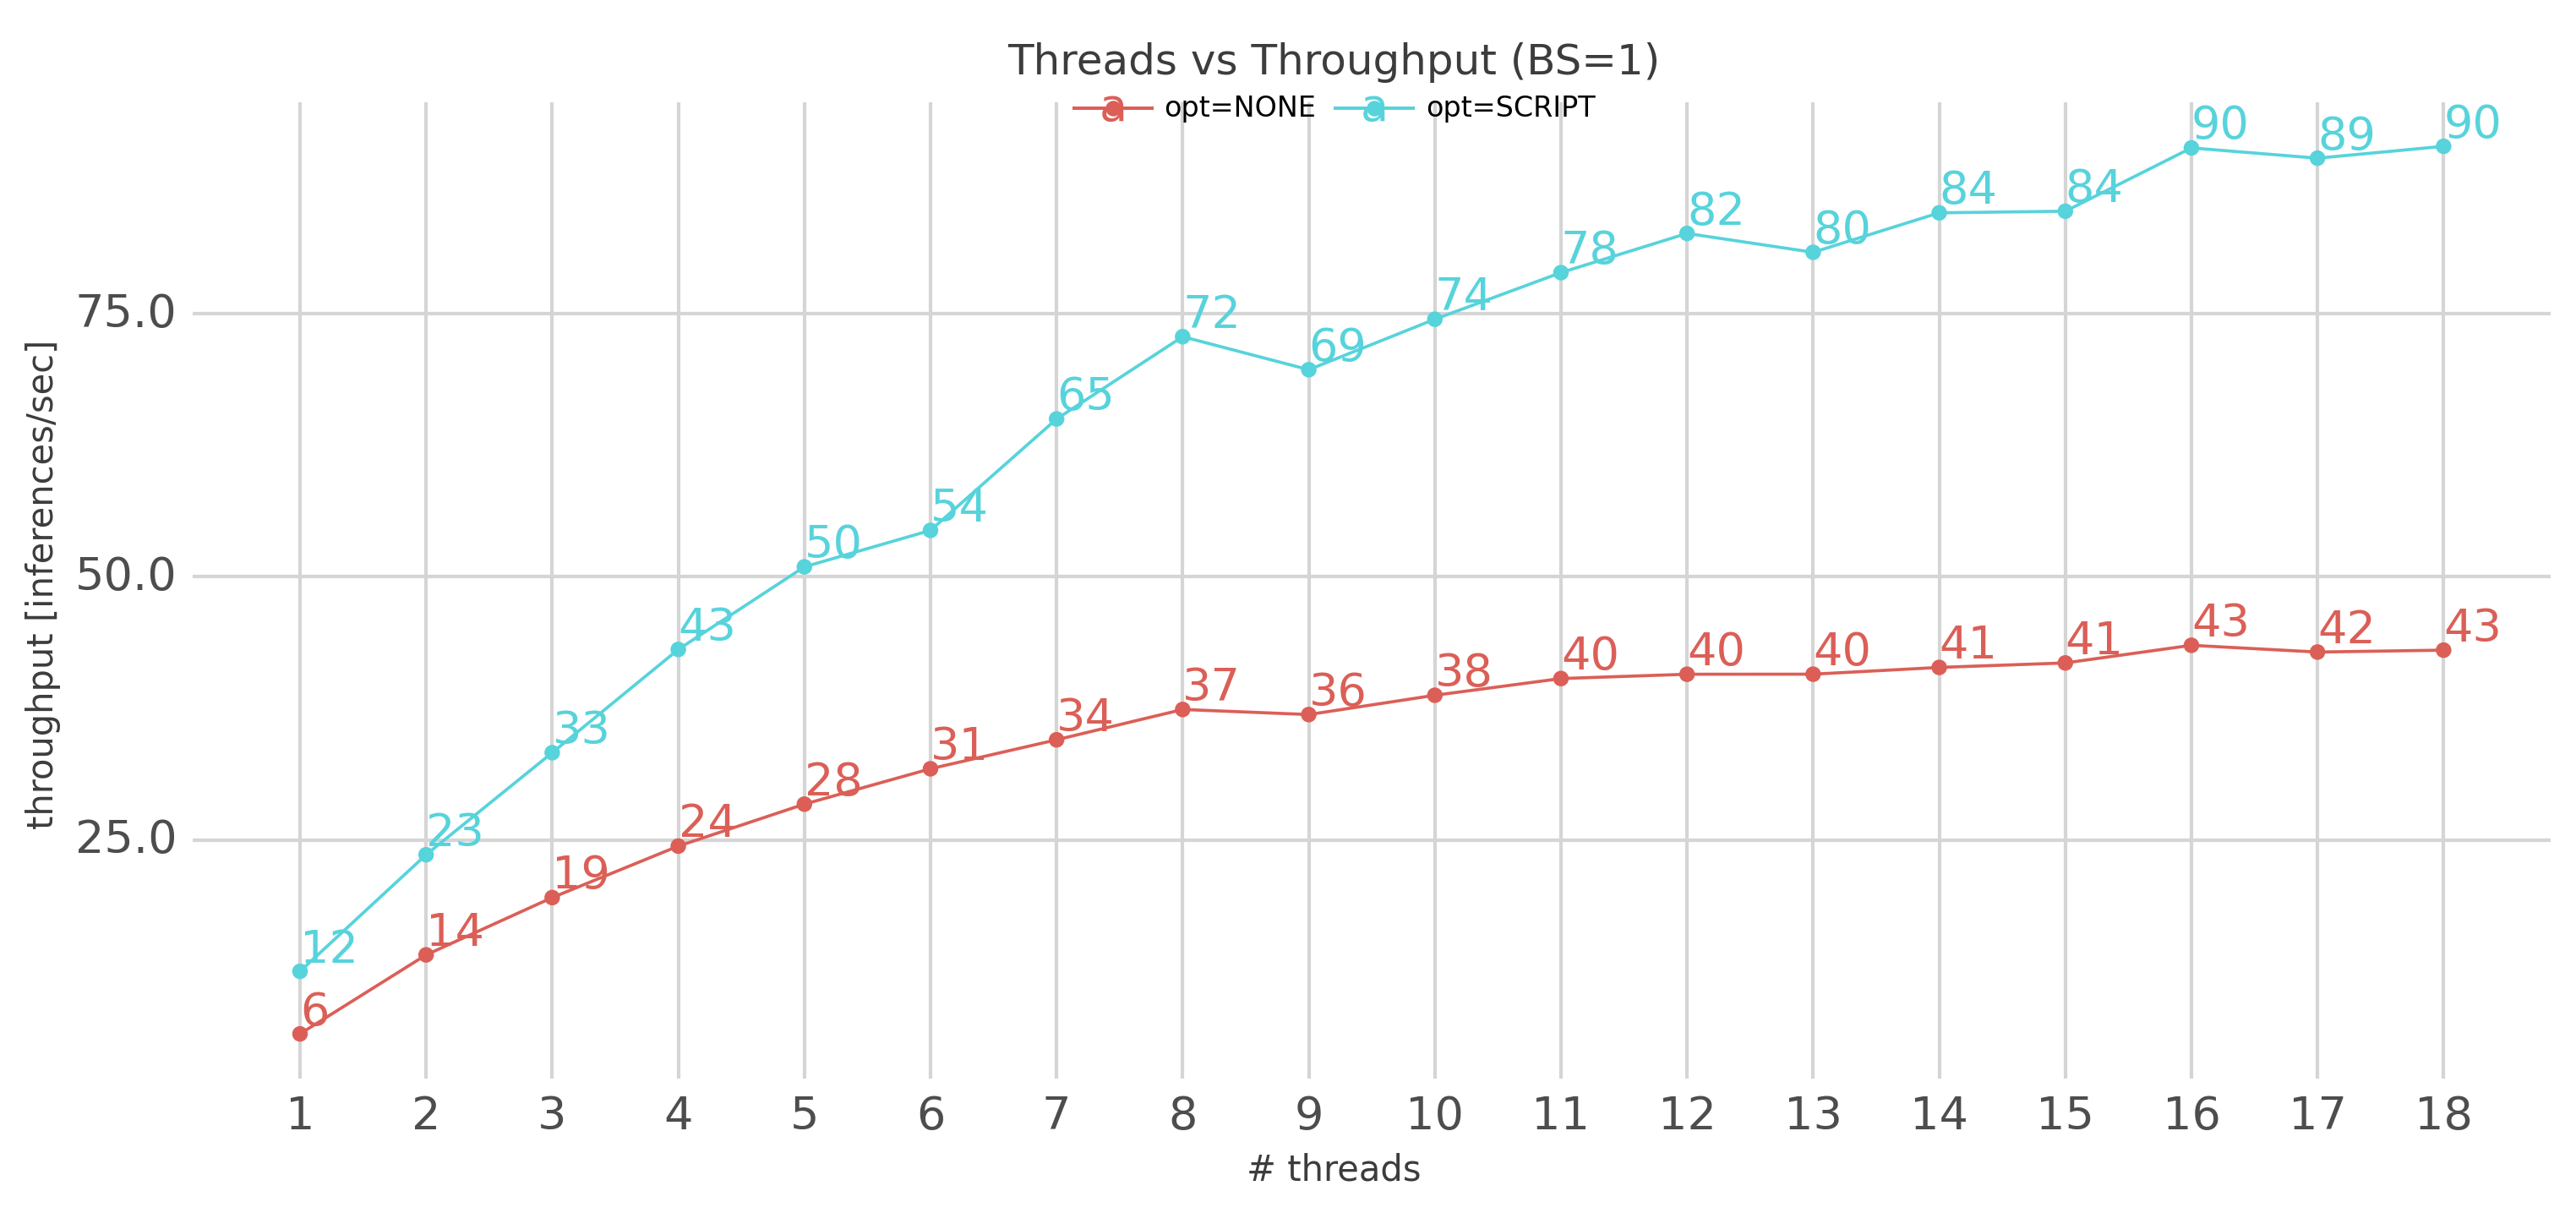 Threads vs Throughput (BS=1)
a opt=NONE a opt=SCRIPT
throughput [inferences/sec]
75.0
50.0
25.0
12 23 33 43 50 54 65 72 69 74 78 82 80 84 84 90 89 90
6 14 19 24 28 31 34 37 36 38 40 40 40 41 41 43 42 43
1 2 3 4 5 6 7 8 9 10 11 12 13 14 15 16 17 18
# threads